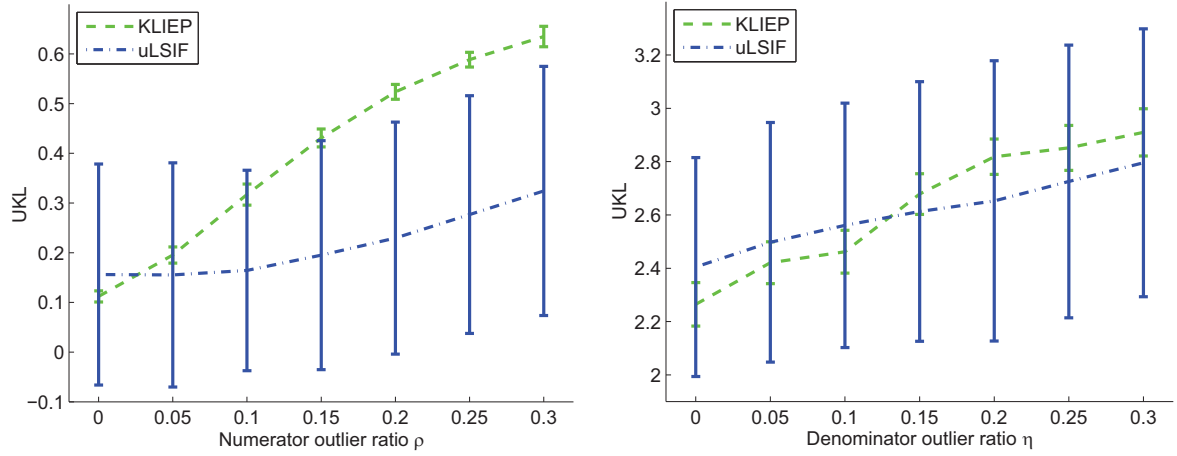 KLIEP
uLSIF
0.6
0.5
0.4
0.3
0.2
0.1
0
−0.1
UKL
0 0.05 0.1 0.15 0.2 0.25 0.3
Numerator outlier ratio ρ
KLIEP
uLSIF
3.2
3
2.8
2.6
2.4
2.2
2
UKL
0 0.05 0.1 0.15 0.2 0.25 0.3
Denominator outlier ratio η